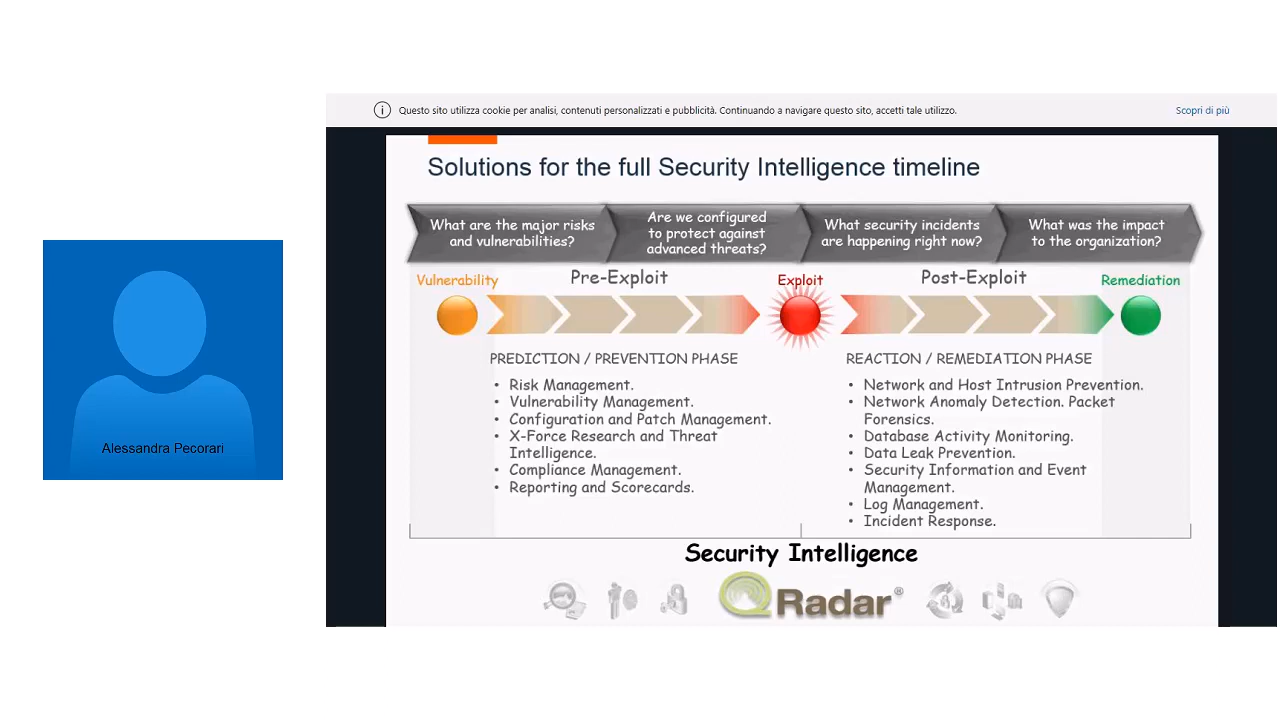 Questo sito utilizza cookie per analisi, contenuti personalizzati e pubblicità. Continuando a navigare questo sito, accetti tale utilizzo.
Scopri di più
Solutions for the full Security Intelligence timeline
What are the major risks
and vulnerabilities?
Are we configured
to protect against
advanced threats?
What security incidents
are happening right now?
What was the impact
to the organization?
Vulnerability
Pre-Exploit
Exploit
Post-Exploit
Remediation
PREDICTION / PREVENTION PHASE
• Risk Management.
• Vulnerability Management.
• Configuration and Patch Management.
• X-Force Research and Threat
Intelligence.
• Compliance Management.
• Reporting and Scorecards.
REACTION / REMEDIATION PHASE
• Network and Host Intrusion Prevention.
• Network Anomaly Detection. Packet
Forensics.
• Database Activity Monitoring.
• Data Leak Prevention.
• Security Information and Event
Management.
• Log Management.
• Incident Response.
Security Intelligence
QRadar®
Alessandra Pecorari